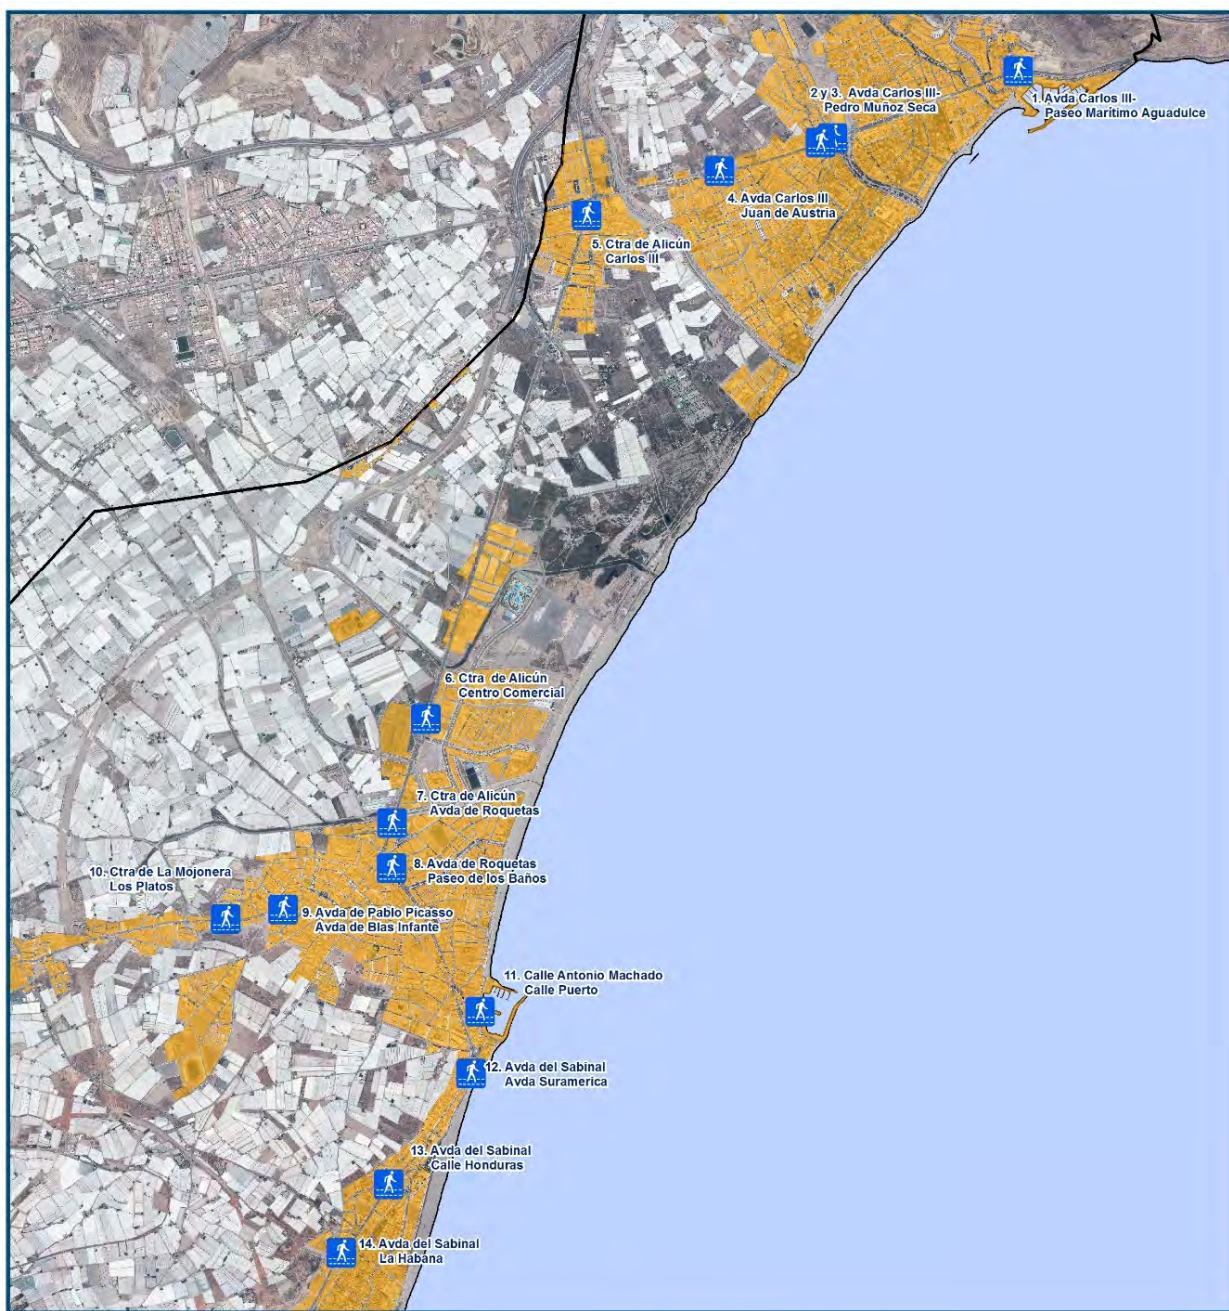 1. Avda Carlos III-
Paseo Marítimo Aguadulce
2 y 3. Avda Carlos III-
Pedro Muñoz Seca
4. Avda Carlos III
Juan de Austria
5. Ctra de Alicún
Carlos III
6. Ctra de Alicún
Centro Comercial
7. Ctra de Alicún
Avda de Roquetas
8. Avda de Roquetas
Paseo de los Baños
10. Ctra de La Mojonera
Los Platos
9. Avda de Pablo Picasso
Avda de Blas Infante
11. Calle Antonio Machado
Calle Puerto
12. Avda del Sabinal
Avda Suramerica
13. Avda del Sabinal
Calle Honduras
14. Avda del Sabinal
La Habana